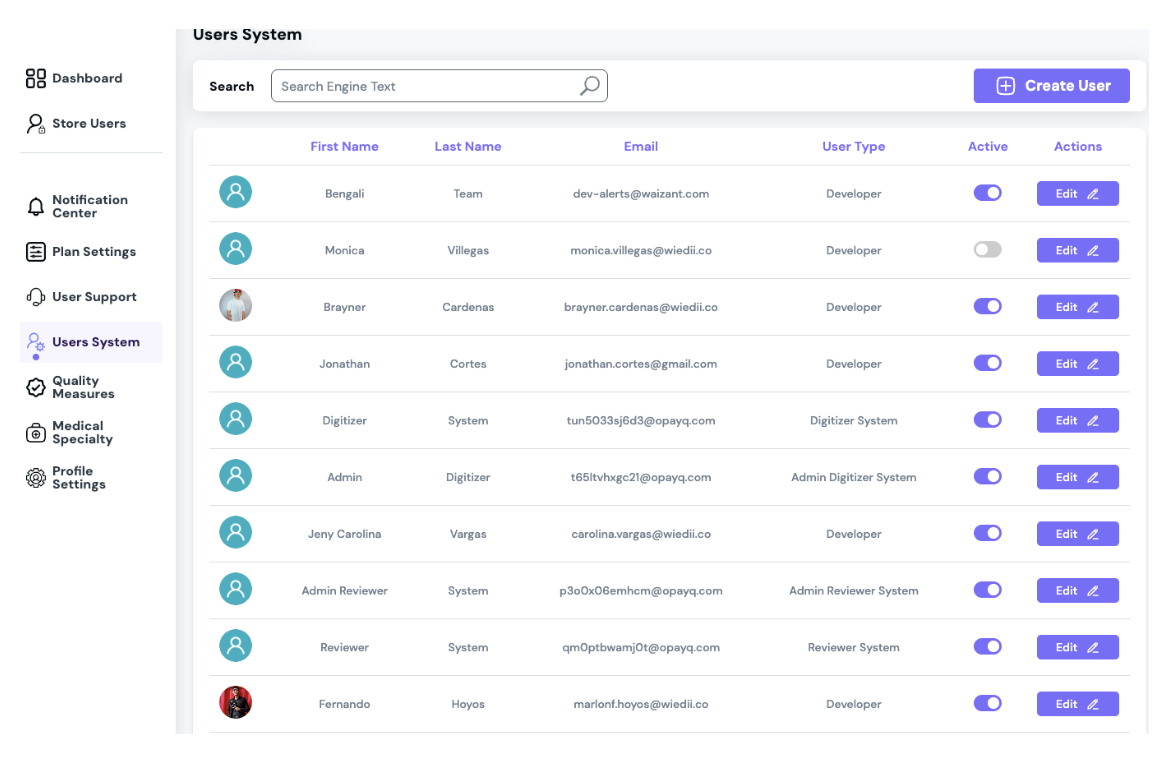 Users System
Dashboard
Store Users
Notification
Center
Plan Settings
User Support
Users System
Quality
Measures
Medical
Specialty
Profile
Settings
Search
Search Engine Text
Create User
First Name Last Name Email User Type Active Actions
Bengali Team dev-alerts@waizant.com Developer Edit
Monica Villegas monica.villegas@wiedii.co Developer Edit
Brayner Cardenas brayner.cardenas@wiedii.co Developer Edit
Jonathan Cortes jonathan.cortes@gmail.com Developer Edit
Digitizer System tun5033sj6d3@opayq.com Digitizer System Edit
Admin Digitizer t65ltvhxgc21@opayq.com Admin Digitizer System Edit
Jeny Carolina Vargas carolina.vargas@wiedii.co Developer Edit
Admin Reviewer System p3o0x06emhcm@opayq.com Admin Reviewer System Edit
Reviewer System qm0ptbwamj0t@opayq.com Reviewer System Edit
Fernando Hoyos marlonf.hoyos@wiedii.co Developer Edit